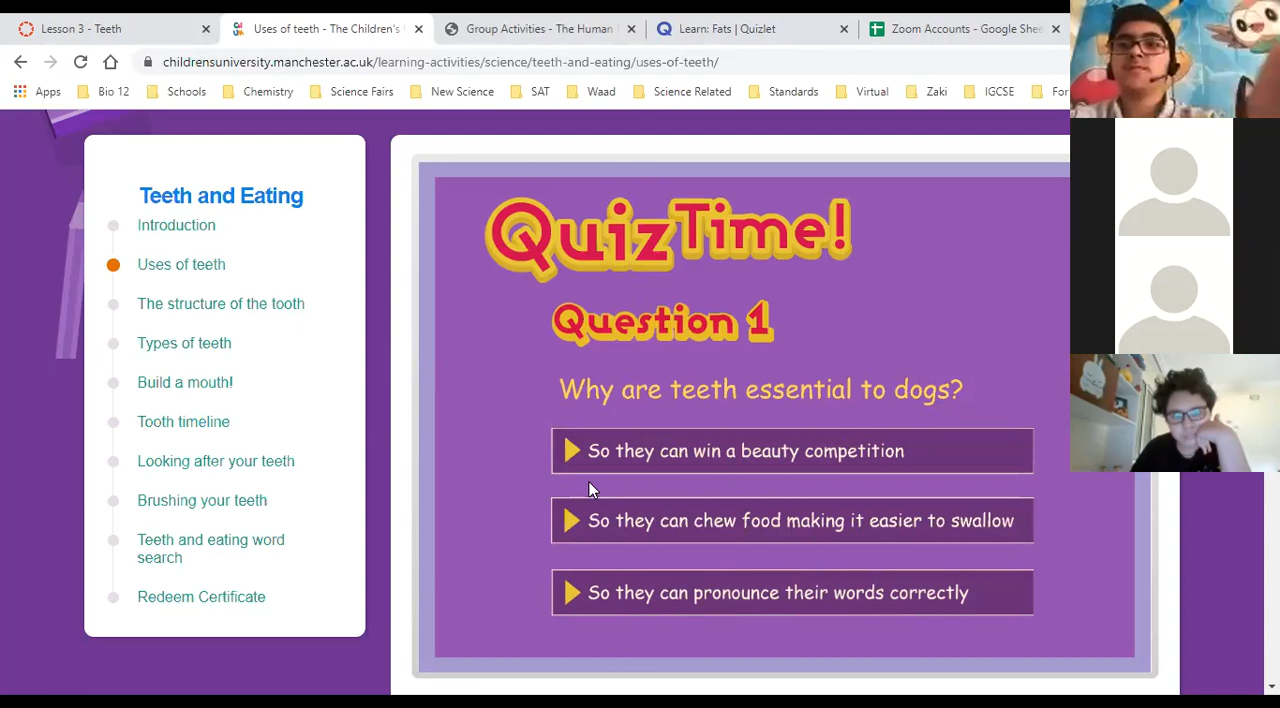 Lesson 3 - Teeth
Uses of teeth - The Children's
Group Activities - The Human
Learn: Fats | Quizlet
Zoom Accounts - Google Shee
childrensuniversity.manchester.ac.uk/learning-activities/science/teeth-and-eating/uses-of-teeth/
Apps
Bio 12
Schools
Chemistry
Science Fairs
New Science
SAT
Waad
Science Related
Standards
Virtual
Zaki
IGCSE
For
Teeth and Eating
Introduction
Uses of teeth
The structure of the tooth
Types of teeth
Build a mouth!
Tooth timeline
Looking after your teeth
Brushing your teeth
Teeth and eating word
search
Redeem Certificate
QuizTime!
Question 1
Why are teeth essential to dogs?
So they can win a beauty competition
So they can chew food making it easier to swallow
So they can pronounce their words correctly